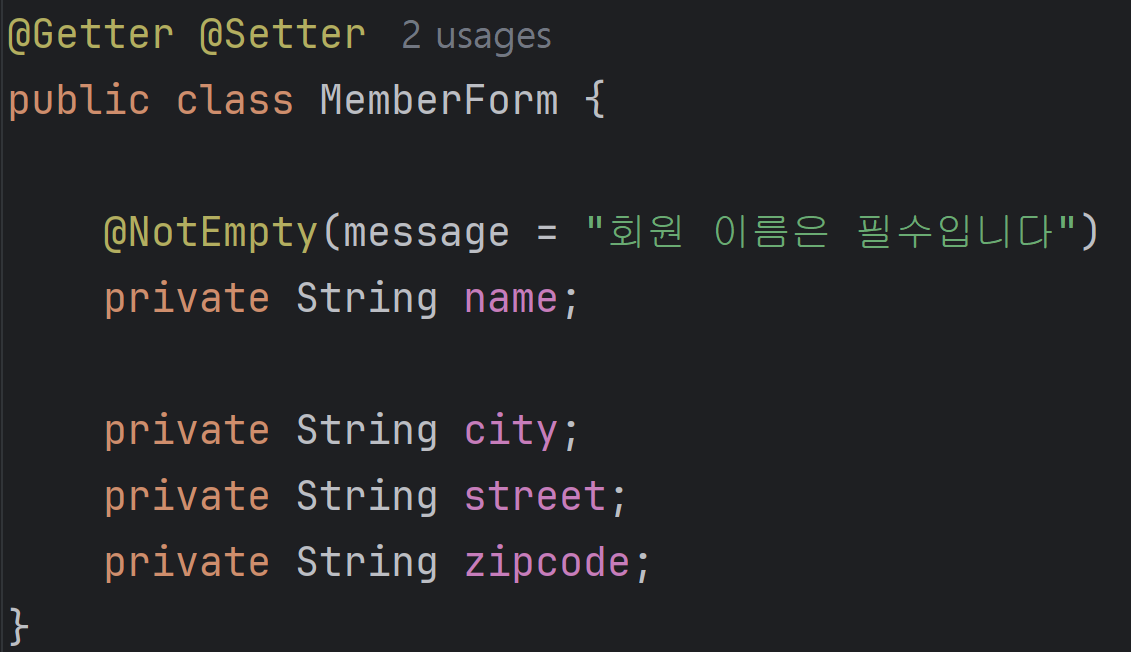 @Getter @Setter 2 usages
public class MemberForm {
@NotEmpty(message = "회원 이름은 필수입니다")
private String name;
private String city;
private String street;
private String zipcode;
}